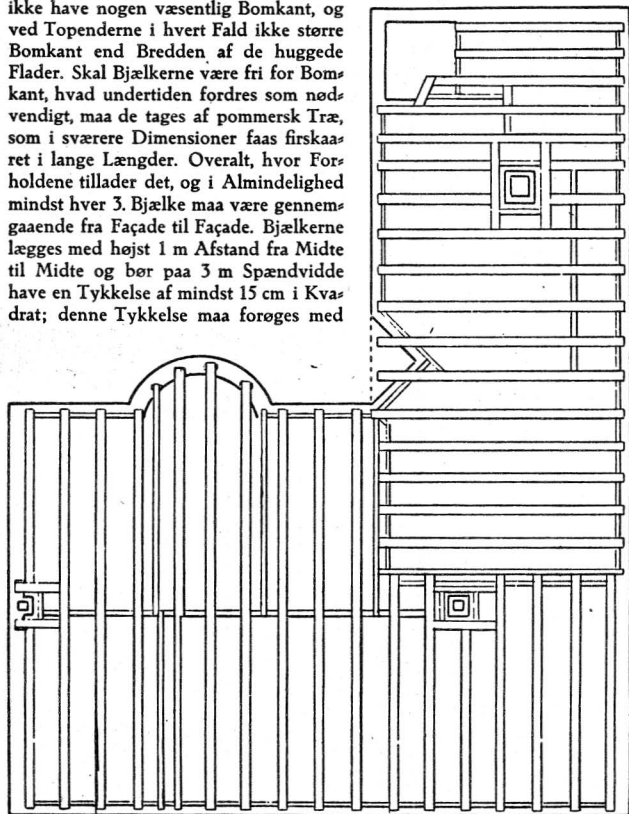 ikke have nogen væsentlig Bomkant, og
ved Topenderne i hvert Fald ikke større
Bomkant end Bredden af de huggede
Flader. Skal Bjælkerne være fri for Bom-
kant, hvad undertiden fordres som nød-
vendigt, maa de tages af pommersk Træ,
som i sværere Dimensioner faas firskaa-
ret i lange Længder. Overalt, hvor For-
holdene tillader det, og i Almindelighed
mindst hver 3. Bjælke maa være gennem-
gaaende fra Façade til Façade. Bjælkerne
lægges med højst 1 m Afstand fra Midte
til Midte og bør paa 3 m Spændvidde
have en Tykkelse af mindst 15 cm i Kva-
drat; denne Tykkelse maa forøges med